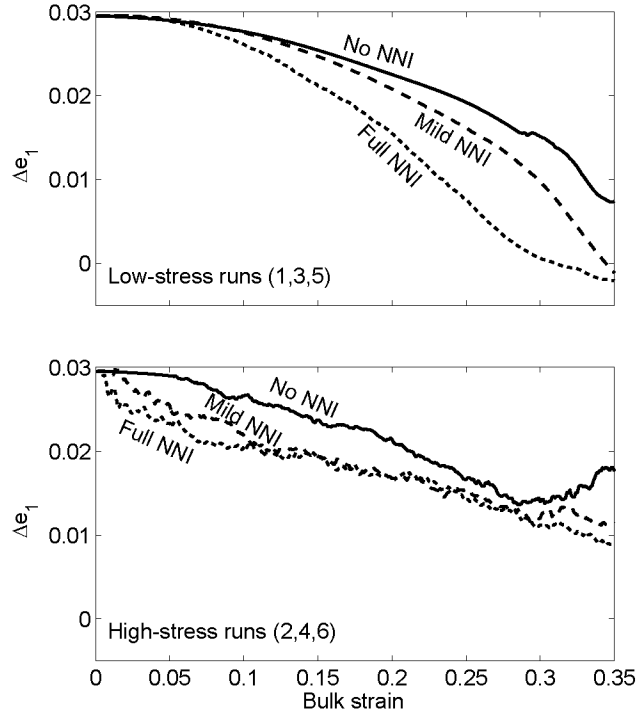 0.03
0.02
0.01
0
Δe₁
No NNI
Mild NNI
Full NNI
Low-stress runs (1,3,5)
0.03
0.02
0.01
0
Δe₁
No NNI
Mild NNI
Full NNI
High-stress runs (2,4,6)
0 0.05 0.1 0.15 0.2 0.25 0.3 0.35
Bulk strain